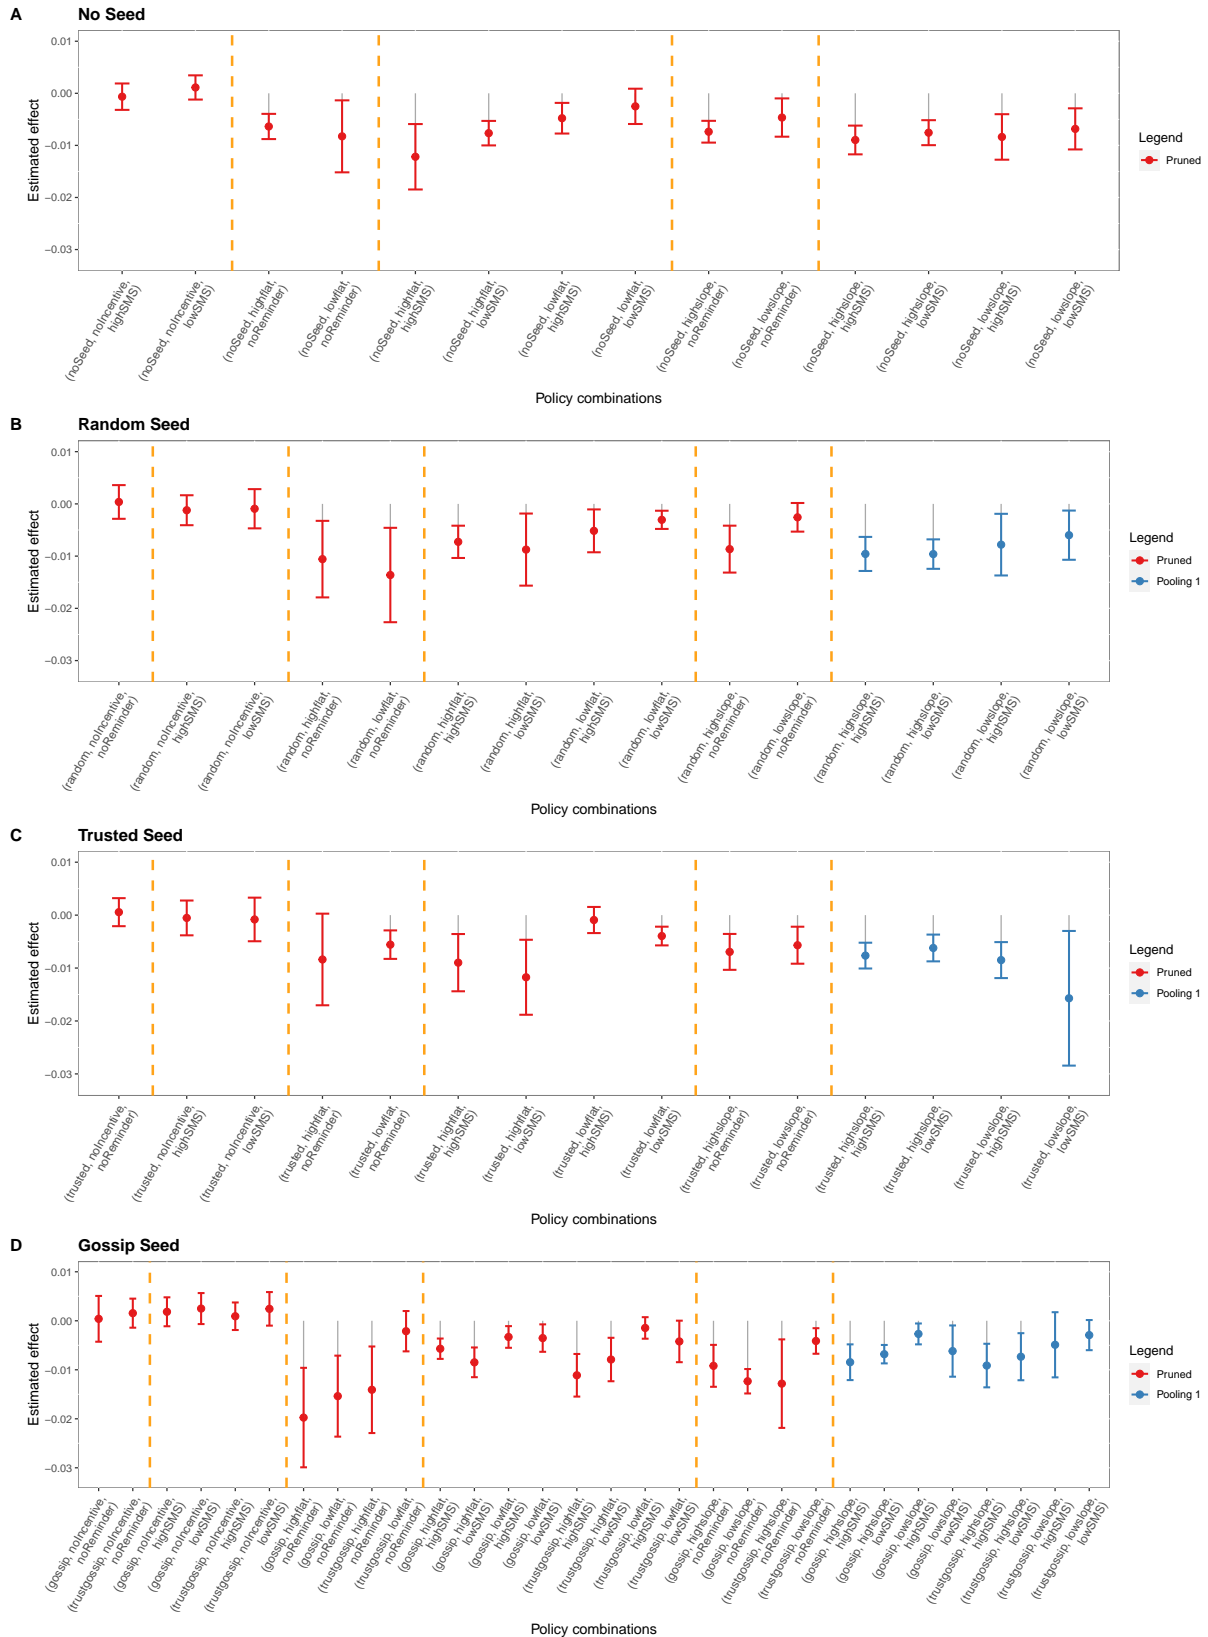 A No Seed
0.01
0.00
−0.01
−0.02
−0.03
Estimated effect
(noSeed, noIncentive,
highSMS)
(noSeed, noIncentive,
lowSMS)
(noSeed, highflat,
noReminder)
(noSeed, lowflat,
noReminder)
(noSeed, highflat,
highSMS)
(noSeed, highflat,
lowSMS)
(noSeed, lowflat,
highSMS)
(noSeed, lowflat,
lowSMS)
(noSeed, highslope,
noReminder)
(noSeed, lowslope,
noReminder)
(noSeed, highslope,
highSMS)
(noSeed, highslope,
lowSMS)
(noSeed, lowslope,
highSMS)
(noSeed, lowslope,
lowSMS)
Policy combinations
Legend
Pruned
B Random Seed
0.01
0.00
−0.01
−0.02
−0.03
Estimated effect
(random, noIncentive,
noReminder)
(random, noIncentive,
highSMS)
(random, noIncentive,
lowSMS)
(random, highflat,
noReminder)
(random, lowflat,
noReminder)
(random, highflat,
highSMS)
(random, highflat,
lowSMS)
(random, lowflat,
highSMS)
(random, lowflat,
lowSMS)
(random, highslope,
noReminder)
(random, lowslope,
noReminder)
(random, highslope,
highSMS)
(random, highslope,
lowSMS)
(random, lowslope,
highSMS)
(random, lowslope,
lowSMS)
Policy combinations
Legend
Pruned
Pooling 1
C Trusted Seed
0.01
0.00
−0.01
−0.02
−0.03
Estimated effect
(trusted, noIncentive,
noReminder)
(trusted, noIncentive,
highSMS)
(trusted, noIncentive,
lowSMS)
(trusted, highflat,
noReminder)
(trusted, lowflat,
noReminder)
(trusted, highflat,
highSMS)
(trusted, highflat,
lowSMS)
(trusted, lowflat,
highSMS)
(trusted, lowflat,
lowSMS)
(trusted, highslope,
noReminder)
(trusted, lowslope,
noReminder)
(trusted, highslope,
highSMS)
(trusted, highslope,
lowSMS)
(trusted, lowslope,
highSMS)
(trusted, lowslope,
lowSMS)
Policy combinations
Legend
Pruned
Pooling 1
D Gossip Seed
0.01
0.00
−0.01
−0.02
−0.03
Estimated effect
(gossip, noIncentive,
noReminder)
(trustgossip, noIncentive,
noReminder)
(gossip, noIncentive,
highSMS)
(gossip, noIncentive,
lowSMS)
(trustgossip, noIncentive,
highSMS)
(trustgossip, noIncentive,
lowSMS)
(gossip, highflat,
noReminder)
(gossip, lowflat,
noReminder)
(trustgossip, highflat,
noReminder)
(trustgossip, lowflat,
noReminder)
(gossip, highflat,
highSMS)
(gossip, highflat,
lowSMS)
(gossip, lowflat,
highSMS)
(gossip, lowflat,
lowSMS)
(trustgossip, highflat,
highSMS)
(trustgossip, highflat,
lowSMS)
(trustgossip, lowflat,
highSMS)
(trustgossip, lowflat,
lowSMS)
(gossip, highslope,
noReminder)
(gossip, lowslope,
noReminder)
(trustgossip, highslope,
noReminder)
(trustgossip, lowslope,
noReminder)
(gossip, highslope,
highSMS)
(gossip, highslope,
lowSMS)
(gossip, lowslope,
highSMS)
(gossip, lowslope,
lowSMS)
(trustgossip, highslope,
highSMS)
(trustgossip, highslope,
lowSMS)
(trustgossip, lowslope,
highSMS)
(trustgossip, lowslope,
lowSMS)
Policy combinations
Legend
Pruned
Pooling 1